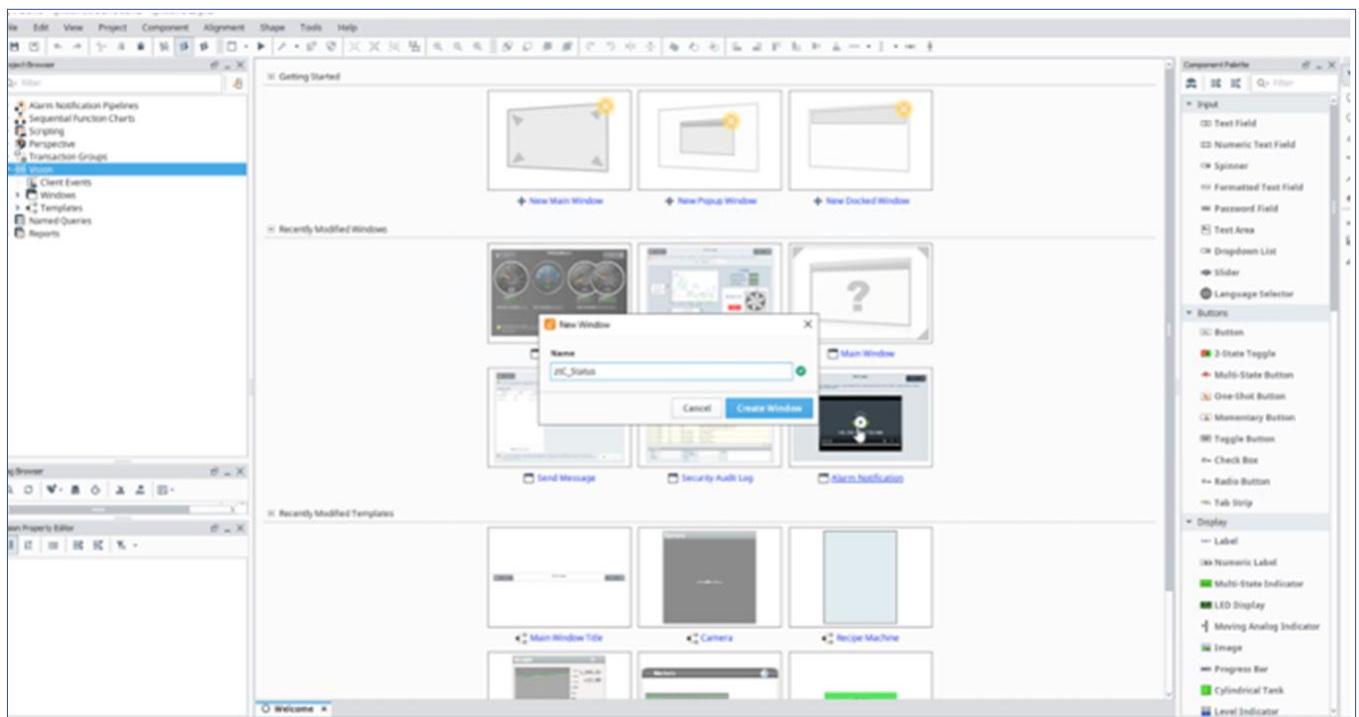 Edit View Project Component Alignment Shape Tools Help
Filter
Alarm Notification Pipelines
Sequential Function Charts
Scripting
Perspective
Transaction Groups
Vision
Client Events
Windows
Templates
Named Queries
Reports
Getting Started
New Main Window
New Popup Window
New Docked Window
Recently Modified Windows
Main Window
New Window
Name
ztC_Status
Cancel
Create Window
Send Message
Security Audit Log
Alarm Notification
Recently Modified Templates
Main Window Title
Camera
Recipe Machine
Welcome
Property Editor
Component Palette
Filter
Input
Text Field
Numeric Text Field
Spinner
Formatted Text Field
Password Field
Text Area
Dropdown List
Slider
Language Selector
Buttons
Button
2-State Toggle
Multi-State Button
One-Shot Button
Momentary Button
Toggle Button
Check Box
Radio Button
Tab Strip
Display
Label
Numeric Label
Multi-State Indicator
LED Display
Moving Analog Indicator
Image
Progress Bar
Cylindrical Tank
Level Indicator